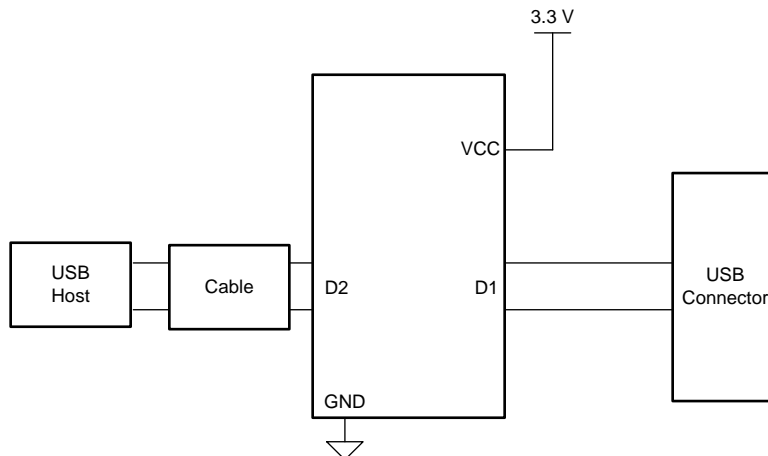 3.3 V
VCC
USB
Host
Cable
D2
D1
USB
Connector
GND